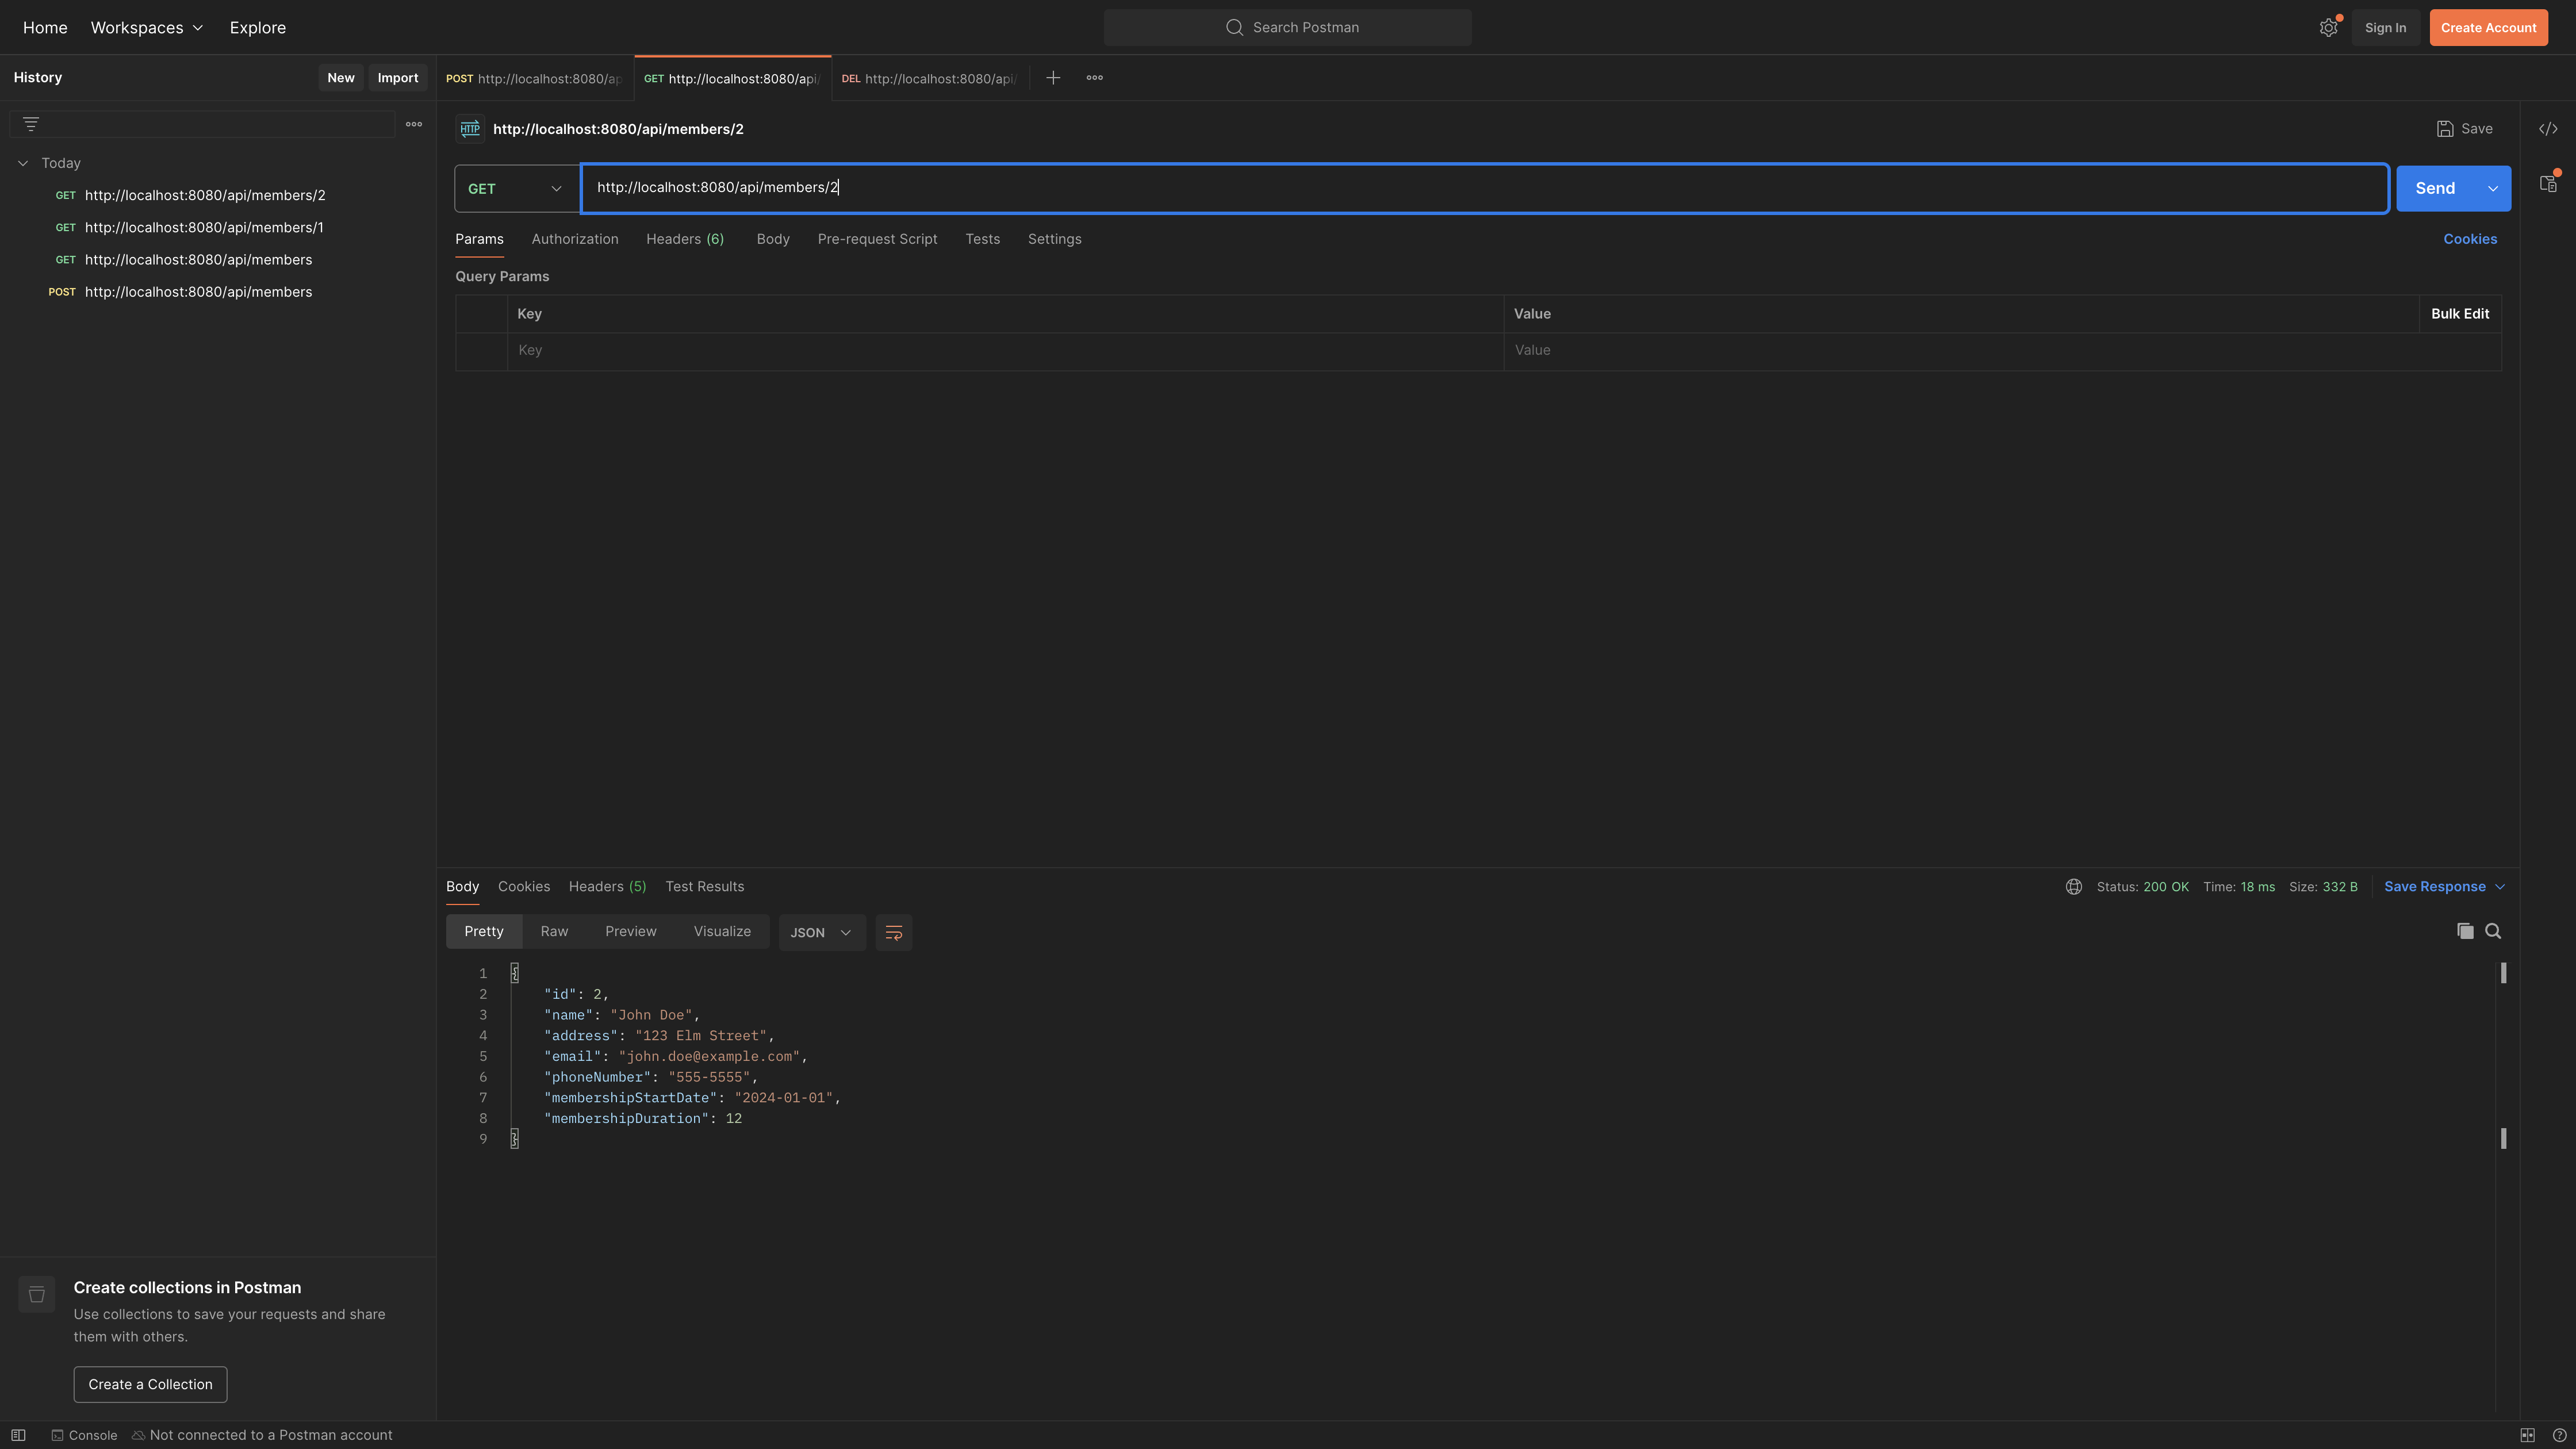 Home Workspaces Explore Search Postman Sign In Create Account
History New Import
POST http://localhost:8080/ap GET http://localhost:8080/api/ DEL http://localhost:8080/api/
Today
GET http://localhost:8080/api/members/2
GET http://localhost:8080/api/members/1
GET http://localhost:8080/api/members
POST http://localhost:8080/api/members
HTTP http://localhost:8080/api/members/2 Save
GET http://localhost:8080/api/members/2 Send
Params Authorization Headers (6) Body Pre-request Script Tests Settings Cookies
Query Params
Key Value Bulk Edit
Key Value
Body Cookies Headers (5) Test Results Status: 200 OK Time: 18 ms Size: 332 B Save Response
Pretty Raw Preview Visualize JSON
1 {
2 "id": 2,
3 "name": "John Doe",
4 "address": "123 Elm Street",
5 "email": "john.doe@example.com",
6 "phoneNumber": "555-5555",
7 "membershipStartDate": "2024-01-01",
8 "membershipDuration": 12
9 }
Create collections in Postman
Use collections to save your requests and share
them with others.
Create a Collection
Console Not connected to a Postman account